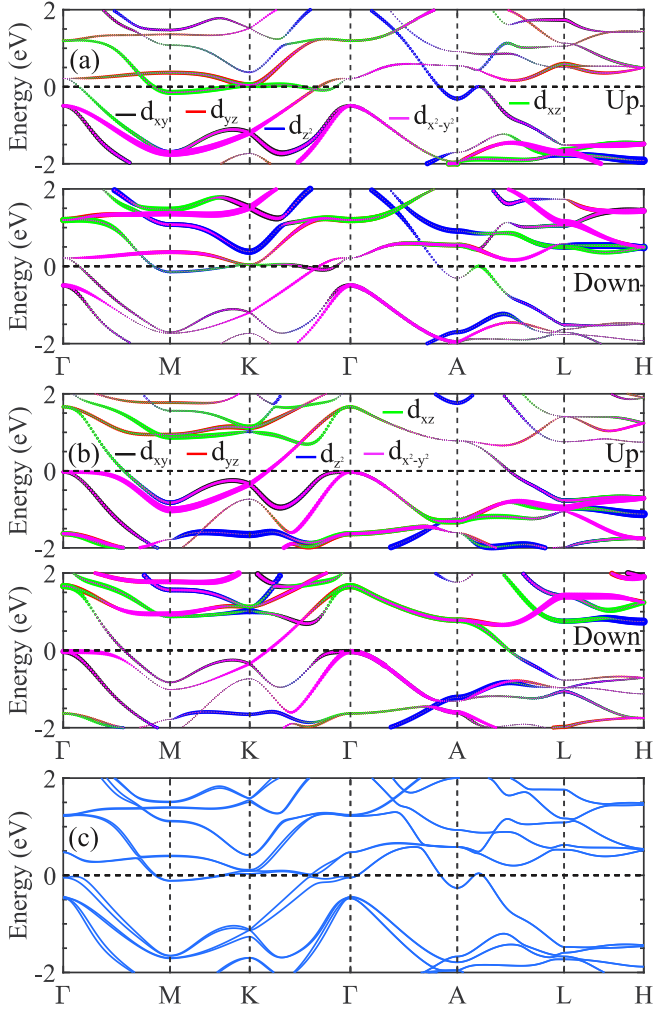 2
(a)
Energy (eV)
0
d_xy d_yz d_z² d_x²-y² d_xz Up
-2
2
Energy (eV)
0
Down
-2
Γ M K Γ A L H
2
(b)
d_xz
Energy (eV)
d_xy d_yz d_z² d_x²-y² Up
0
-2
2
Energy (eV)
0
Down
-2
Γ M K Γ A L H
2
(c)
Energy (eV)
0
-2
Γ M K Γ A L H